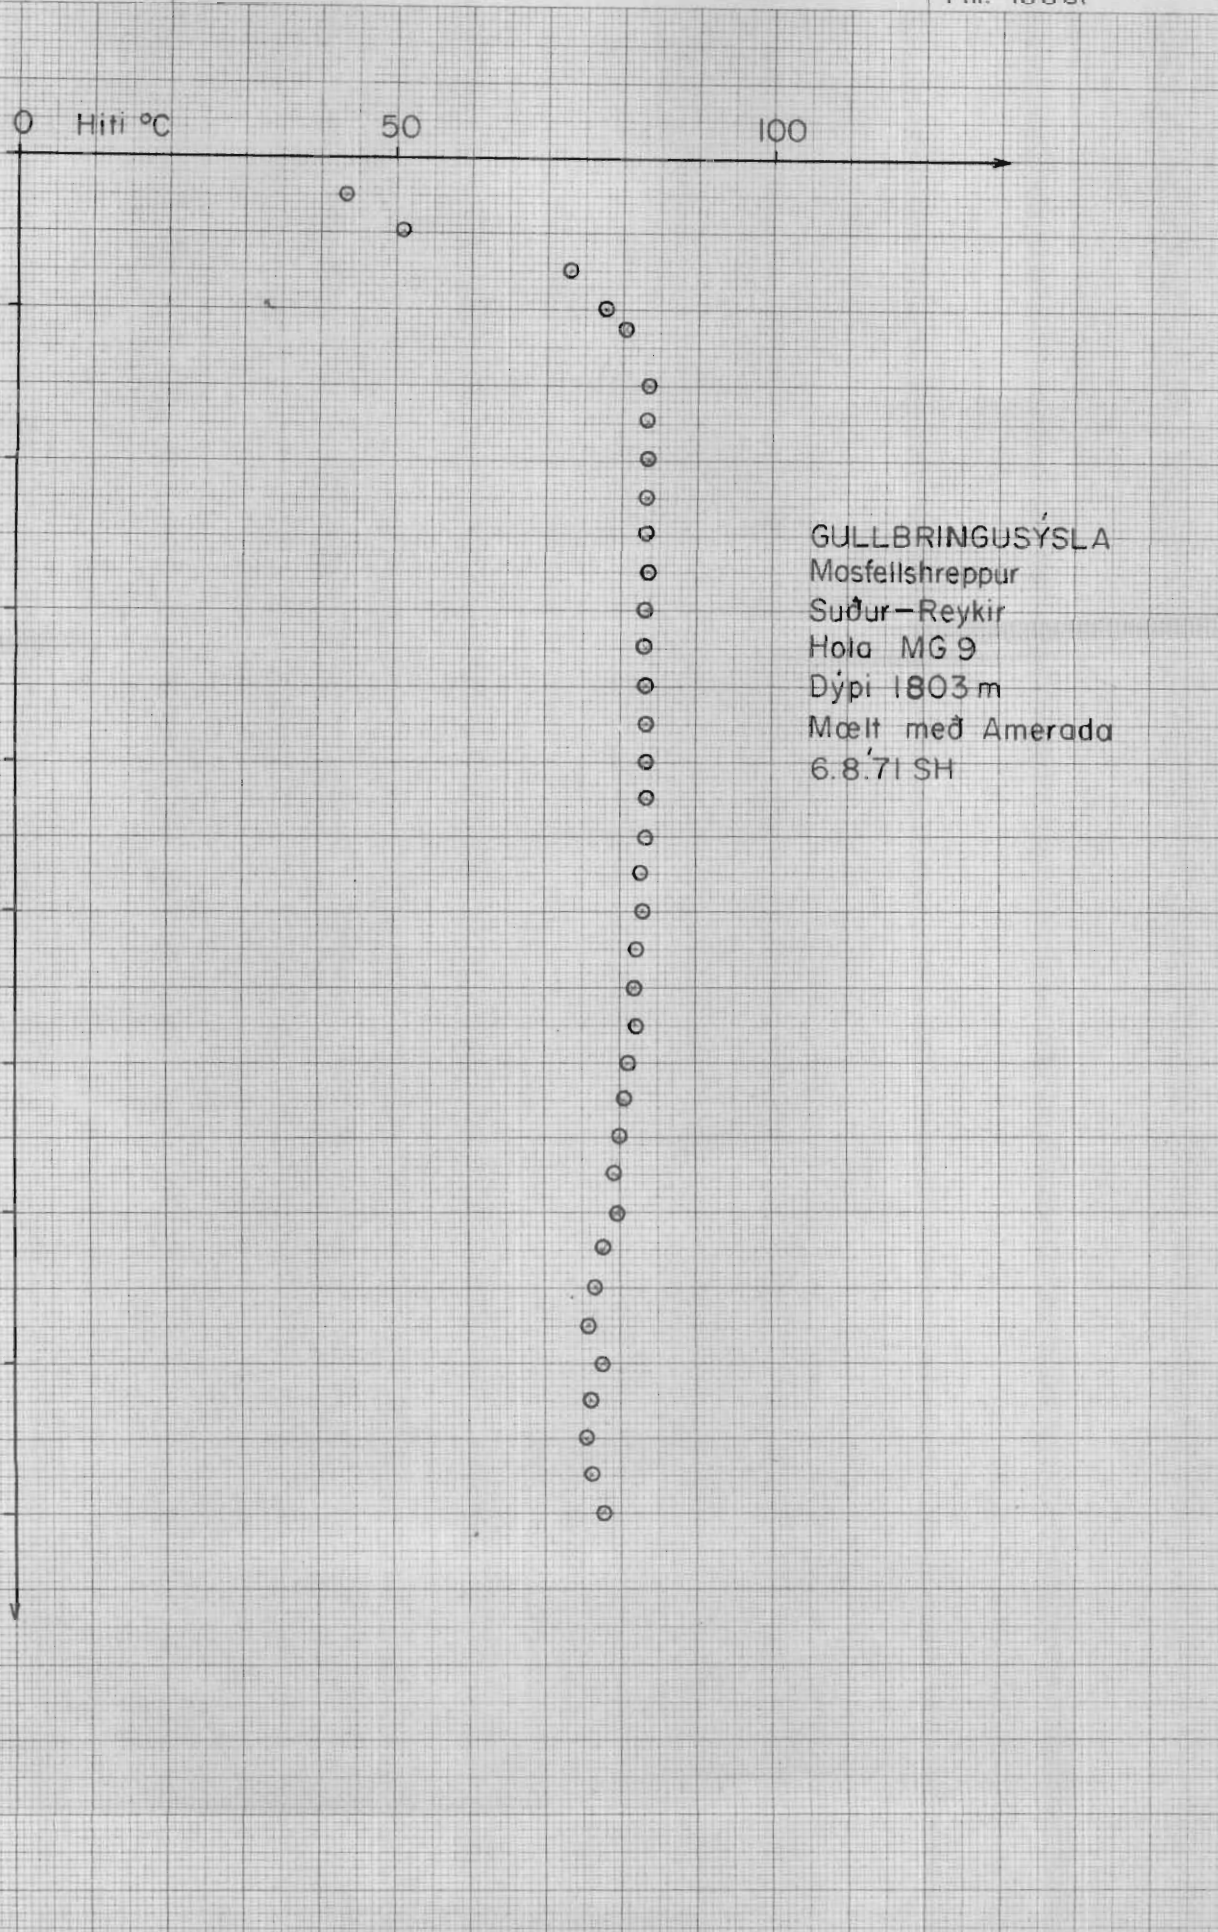 0 Hiti °C 50 100
GULLBRINGUSÝSLA
Mosfellshreppur
Suður-Reykir
Hola MG 9
Dýpi 1803 m
Mælt með Amerada
6.8.'71 SH